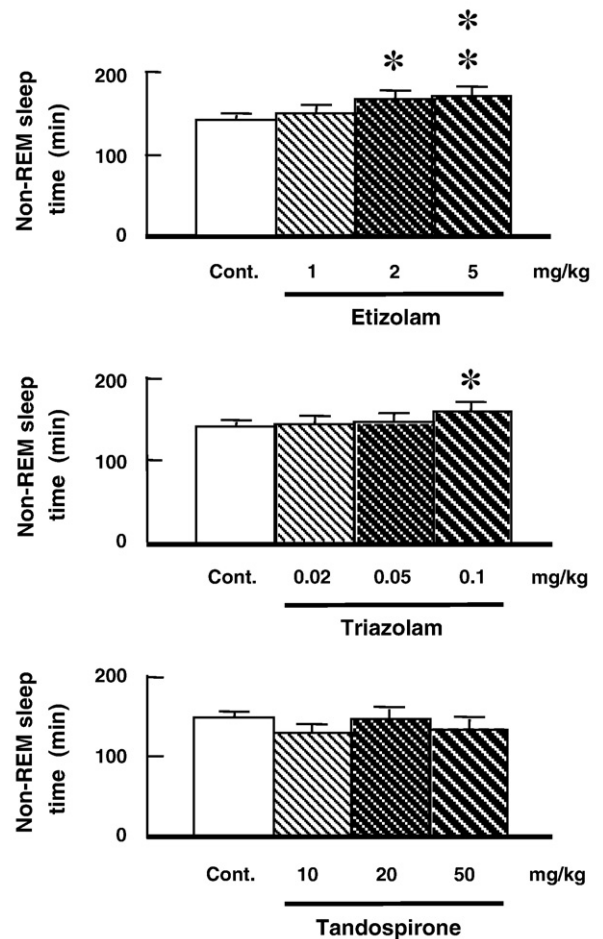 *
* *
200
100
0
Non-REM sleep
time (min)
Cont. 1 2 5 mg/kg
Etizolam
*
200
100
0
Non-REM sleep
time (min)
Cont. 0.02 0.05 0.1 mg/kg
Triazolam
200
100
0
Non-REM sleep
time (min)
Cont. 10 20 50 mg/kg
Tandospirone